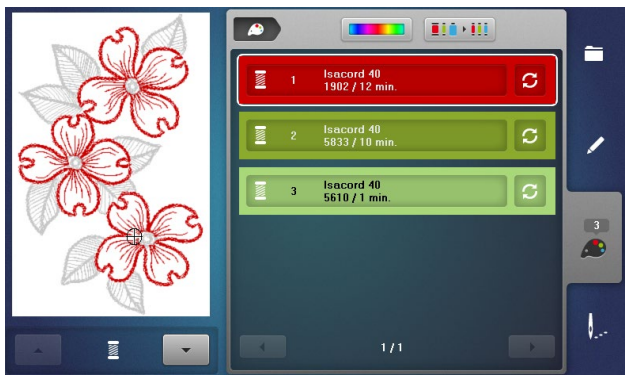 1
Isacord 40
1902 / 12 min.
2
Isacord 40
5833 / 10 min.
3
Isacord 40
5610 / 1 min.
3
1 / 1